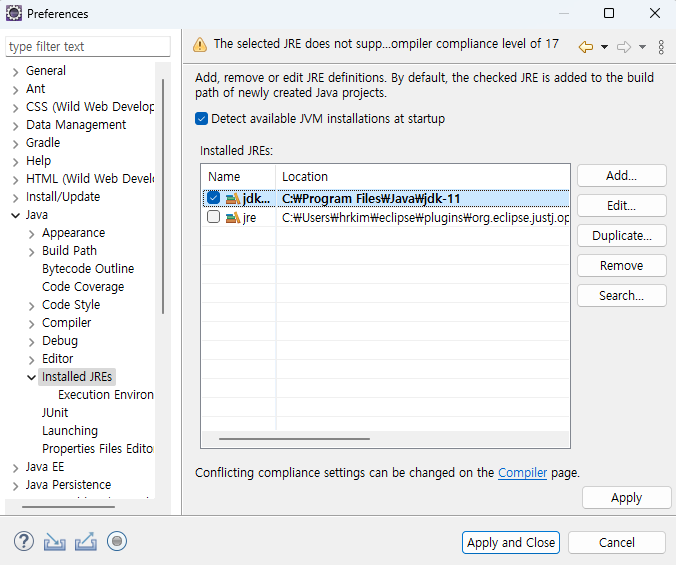 Preferences
type filter text
The selected JRE does not supp...ompiler compliance level of 17
General
Ant
CSS (Wild Web Develop
Data Management
Gradle
Help
HTML (Wild Web Devel
Install/Update
Java
Appearance
Build Path
Bytecode Outline
Code Coverage
Code Style
Compiler
Debug
Editor
Installed JREs
Execution Environ
JUnit
Launching
Properties Files Edito
Java EE
Java Persistence
Add, remove or edit JRE definitions. By default, the checked JRE is added to the build
path of newly created Java projects.
Detect available JVM installations at startup
Installed JREs:
Name Location
jdk... C:₩Program Files₩Java₩jdk-11
jre C:₩Users₩hrkim₩eclipse₩plugins₩org.eclipse.justj.op
Add...
Edit...
Duplicate...
Remove
Search...
Conflicting compliance settings can be changed on the Compiler page.
Apply
?
Apply and Close
Cancel